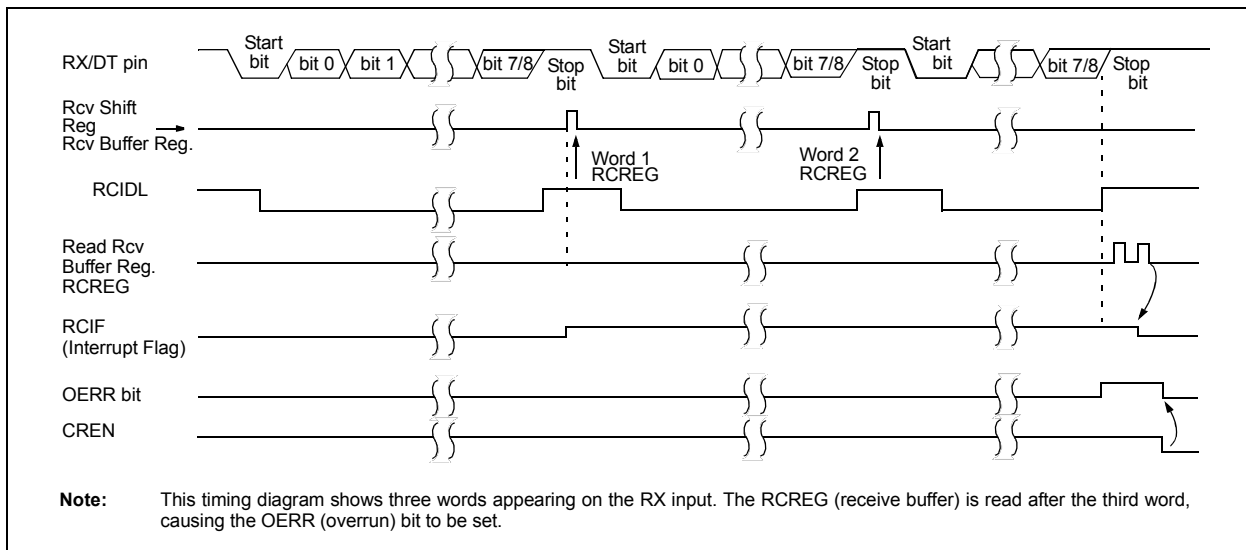 RX/DT pin
Start bit
bit 0
bit 1
bit 7/8
Stop bit
Start bit
bit 0
bit 7/8
Stop bit
Start bit
bit 7/8
Stop bit
Rcv Shift
Reg
Rcv Buffer Reg.
Word 1
RCREG
Word 2
RCREG
RCIDL
Read Rcv
Buffer Reg.
RCREG
RCIF
(Interrupt Flag)
OERR bit
CREN
Note: This timing diagram shows three words appearing on the RX input. The RCREG (receive buffer) is read after the third word,
causing the OERR (overrun) bit to be set.